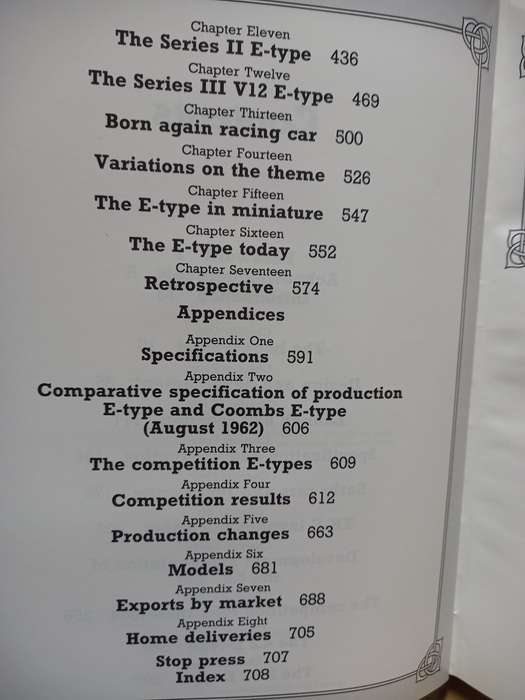 Chapter Eleven
The Series II E-type 436
Chapter Twelve
The Series III V12 E-type 469
Chapter Thirteen
Born again racing car 500
Chapter Fourteen
Variations on the theme 526
Chapter Fifteen
The E-type in miniature 547
Chapter Sixteen
The E-type today 552
Chapter Seventeen
Retrospective 574
Appendices
Appendix One
Specifications 591
Appendix Two
Comparative specification of production
E-type and Coombs E-type
(August 1962) 606
Appendix Three
The competition E-types 609
Appendix Four
Competition results 612
Appendix Five
Production changes 663
Appendix Six
Models 681
Appendix Seven
Exports by market 688
Appendix Eight
Home deliveries 705
Stop press 707
Index 708